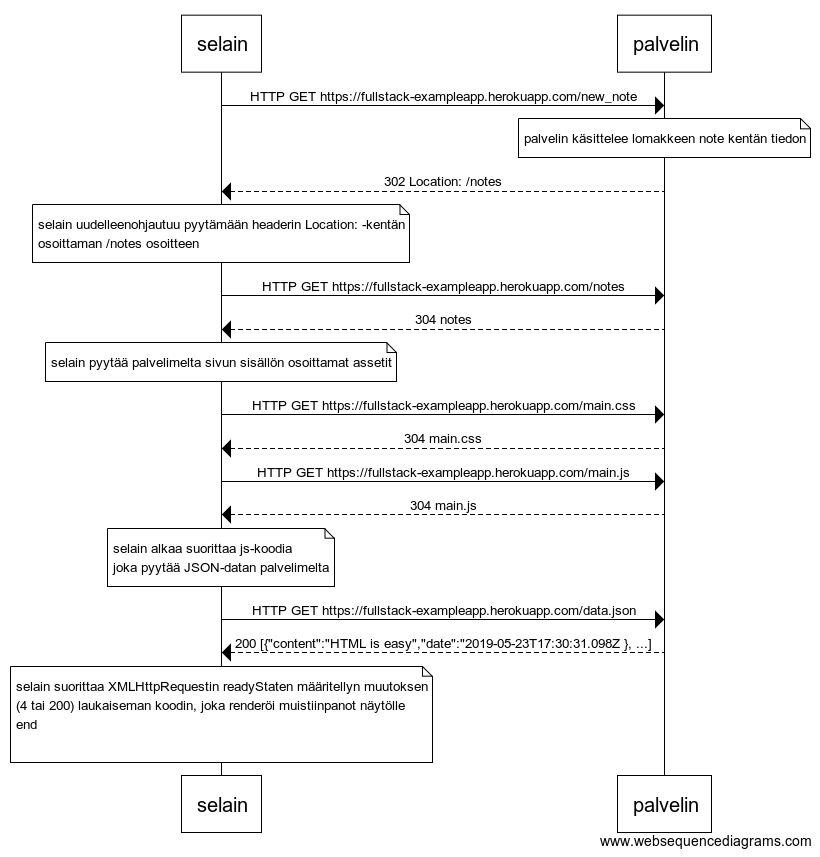 selain
palvelin
HTTP GET https://fullstack-exampleapp.herokuapp.com/new_note
palvelin käsittelee lomakkeen note kentän tiedon
302 Location: /notes
selain uudelleenohjautuu pyytämään headerin Location: -kentän
osoittaman /notes osoitteen
HTTP GET https://fullstack-exampleapp.herokuapp.com/notes
304 notes
selain pyytää palvelimelta sivun sisällön osoittamat assetit
HTTP GET https://fullstack-exampleapp.herokuapp.com/main.css
304 main.css
HTTP GET https://fullstack-exampleapp.herokuapp.com/main.js
304 main.js
selain alkaa suorittaa js-koodia
joka pyytää JSON-datan palvelimelta
HTTP GET https://fullstack-exampleapp.herokuapp.com/data.json
200 [{"content":"HTML is easy","date":"2019-05-23T17:30:31.098Z }, ...]
selain suorittaa XMLHttpRequestin readyStaten määritellyn muutoksen
(4 tai 200) laukaiseman koodin, joka renderöi muistiinpanot näytölle
end
selain
palvelin
www.websequencediagrams.com